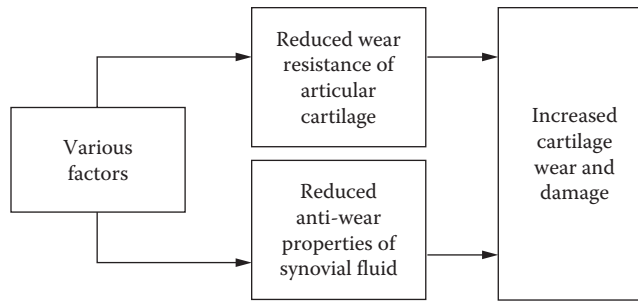 Various
factors
Reduced wear
resistance of
articular
cartilage
Reduced
anti-wear
properties of
synovial fluid
Increased
cartilage
wear and
damage